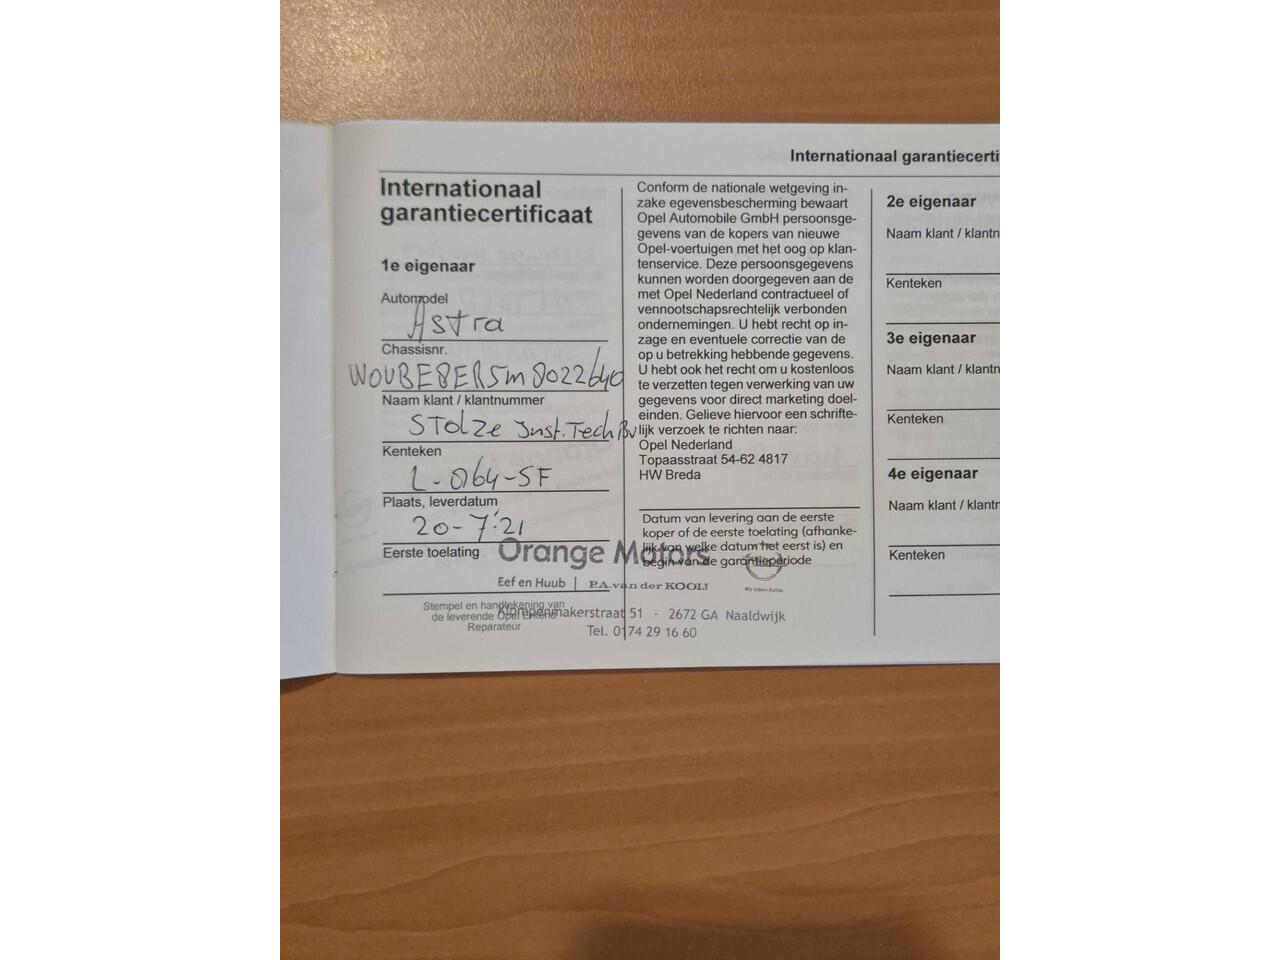 Internationaal garantiecerti
Internationaal
garantiecertificaat
1e eigenaar
Automodel
Astra
Chassisnr.
WOVBE8ER5M8022640
Naam klant / klantnummer
Stolze Inst. Tech BV
Kenteken
L-064-SF
Plaats, leverdatum
20-7-'21
Eerste toelating
Stempel en handtekening van
de leverende Opel Erkend
Reparateur
Orange Motors
Eef en Huub | P.A. van der KOOIJ
Klompenmakerstraat 51 - 2672 GA Naaldwijk
Tel. 0174 29 16 60
Wir leben Autos.
Conform de nationale wetgeving in-
zake egevensbescherming bewaart
Opel Automobile GmbH persoonsge-
gevens van de kopers van nieuwe
Opel-voertuigen met het oog op klan-
tenservice. Deze persoonsgegevens
kunnen worden doorgegeven aan de
met Opel Nederland contractueel of
vennootschapsrechtelijk verbonden
ondernemingen. U hebt recht op in-
zage en eventuele correctie van de
op u betrekking hebbende gegevens.
U hebt ook het recht om u kostenloos
te verzetten tegen verwerking van uw
gegevens voor direct marketing doel-
einden. Gelieve hiervoor een schrifte-
lijk verzoek te richten naar:
Opel Nederland
Topaasstraat 54-62 4817
HW Breda
Datum van levering aan de eerste
koper of de eerste toelating (afhanke-
lijk van welke datum het eerst is) en
begin van de garantieperiode
2e eigenaar
Naam klant / klantn
Kenteken
3e eigenaar
Naam klant / klantn
Kenteken
4e eigenaar
Naam klant / klantn
Kenteken